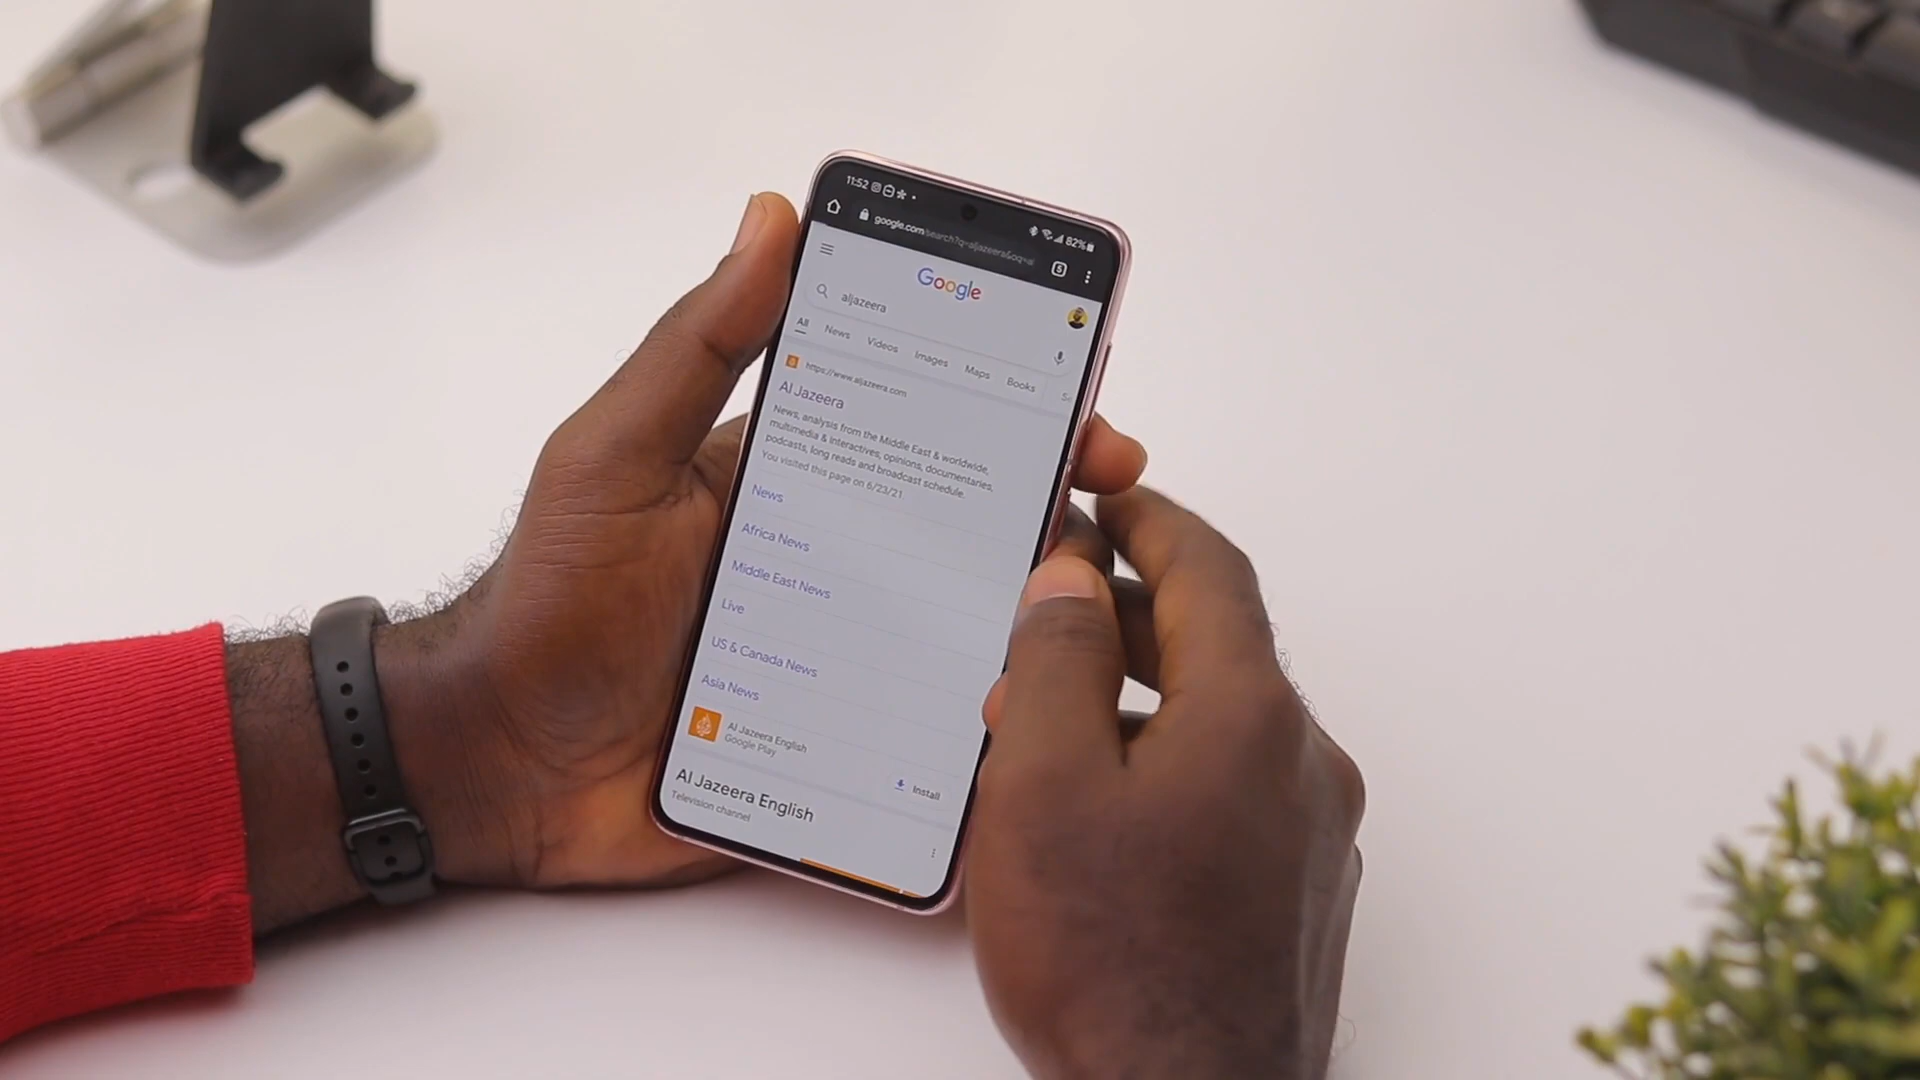 11:52
82%
google.com/search?q=aljazeera&oq=al
5
Google
aljazeera
All News Videos Images Maps Books
https://www.aljazeera.com
Al Jazeera
News, analysis from the Middle East & worldwide,
multimedia & interactives, opinions, documentaries,
podcasts, long reads and broadcast schedule.
You visited this page on 6/23/21.
News
Africa News
Middle East News
Live
US & Canada News
Asia News
Al Jazeera English
Google Play
Install
Al Jazeera English
Television channel